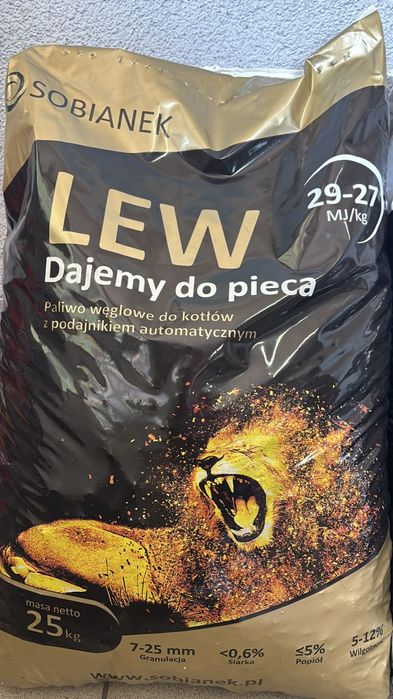 SOBIANEK
LEW
29-27
MJ/kg
Dajemy do pieca
Paliwo węglowe do kotłów
z podajnikiem automatycznym
masa netto
25kg
7-25 mm
Granulacja
<0,6%
Siarka
≤5%
Popiół
5-12%
www.sobianek.pl